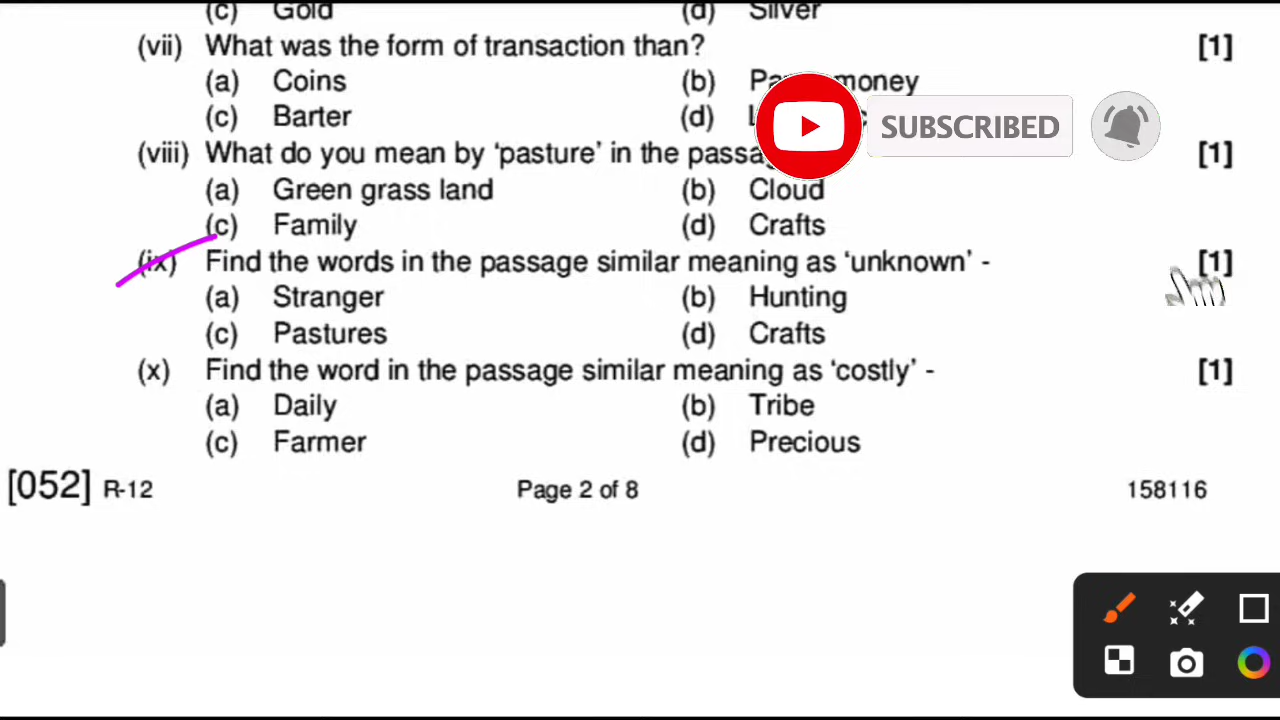 (c) Gold (d) Silver
(vii) What was the form of transaction than? [1]
(a) Coins (b) money
(c) Barter (d)
SUBSCRIBED
(viii) What do you mean by 'pasture' in the [1]
(a) Green grass land (b) Cloud
(c) Family (d) Crafts
(ix) Find the words in the passage similar meaning as 'unknown' - [1]
(a) Stranger (b) Hunting
(c) Pastures (d) Crafts
(x) Find the word in the passage similar meaning as 'costly' - [1]
(a) Daily (b) Tribe
(c) Farmer (d) Precious
[052] R-12 Page 2 of 8 158116